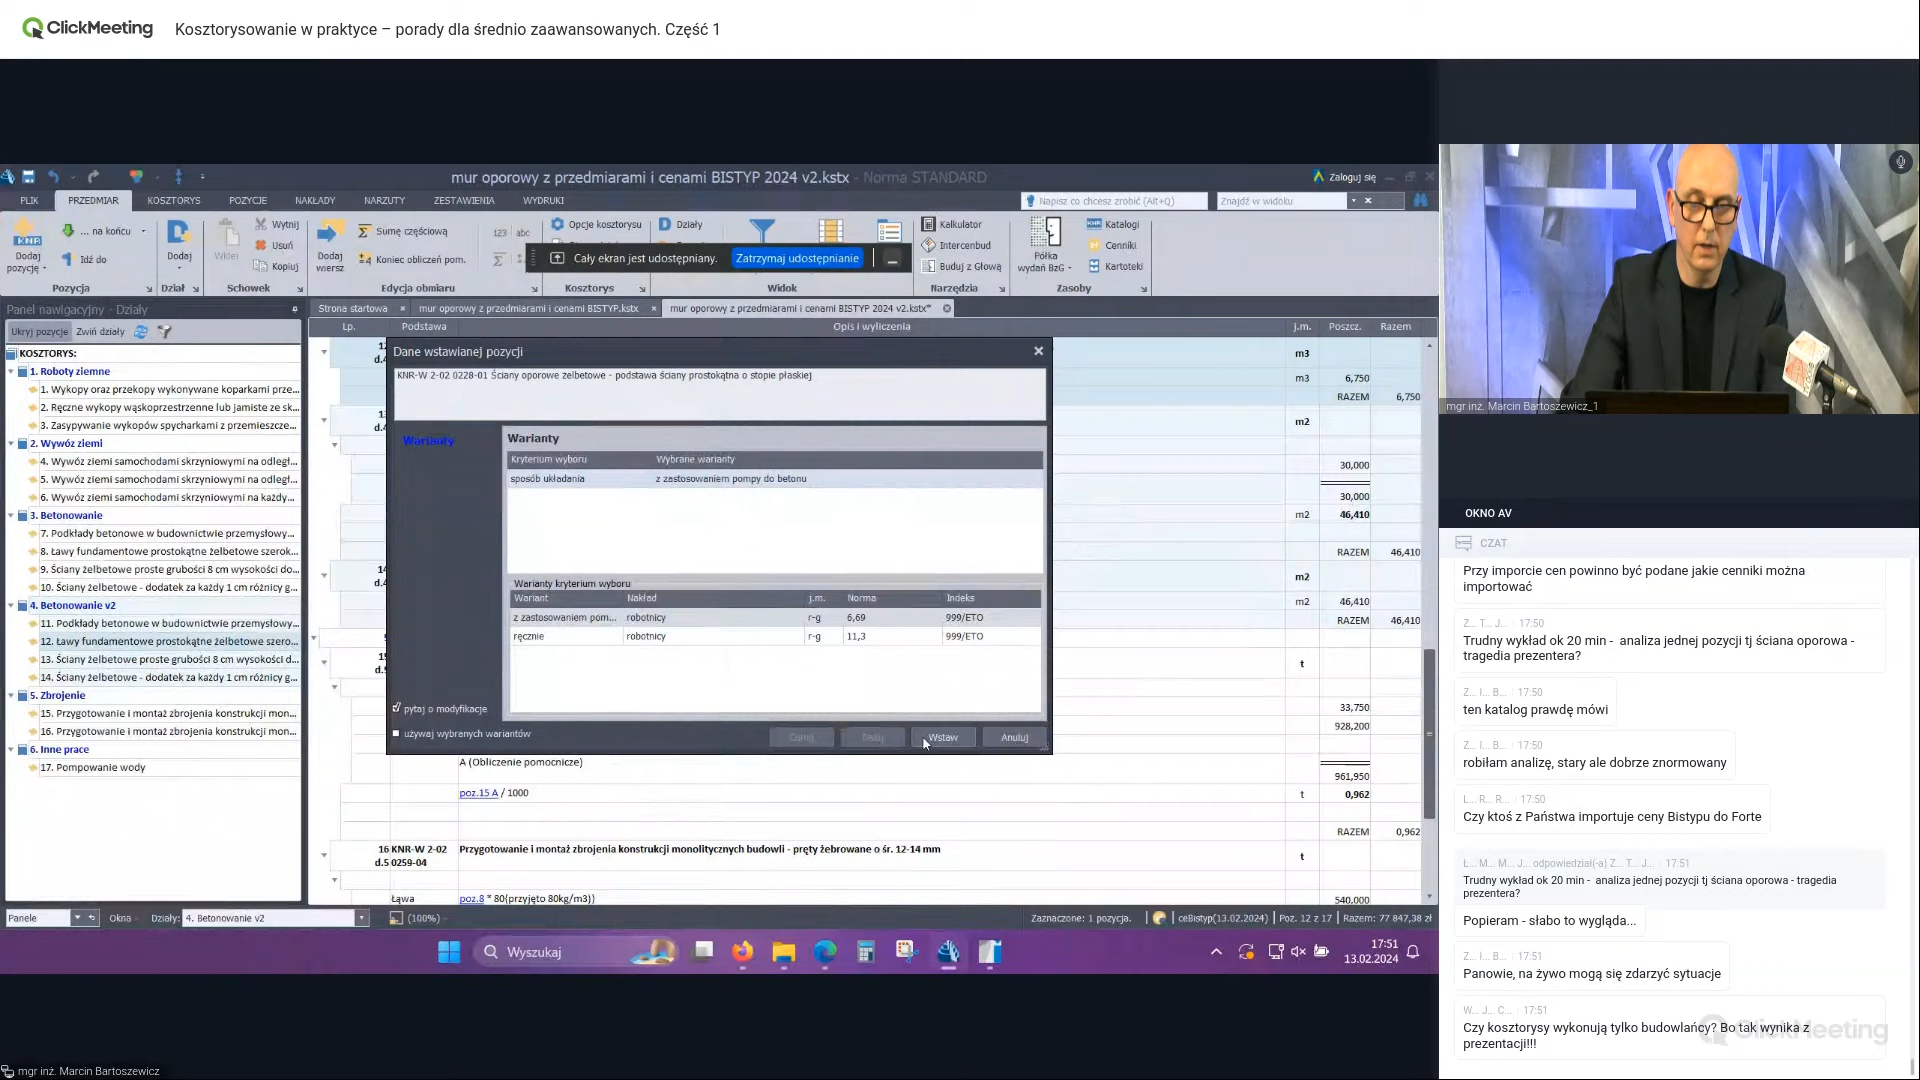 ClickMeeting
Kosztorysowanie w praktyce – porady dla średnio zaawansowanych. Część 1
mur oporowy z przedmiarami i cenami BISTYP 2024 v2.kstx - Norma STANDARD
Zaloguj się
PLIK PRZEDMIAR KOSZTORYS POZYCJE NAKŁADY NARZUTY ZESTAWIENIA WYDRUKI
Napisz co chcesz zrobić (Alt+Q)
Znajdź w widoku
KNR
Dodaj pozycję
... na końcu
Idź do
Dodaj
Wklej
Wytnij
Usuń
Kopiuj
Dodaj wiersz
Sumę częściową
Koniec obliczeń pom.
123 abc
Opcje kosztorysu
Działy
Cały ekran jest udostępniany. Zatrzymaj udostępnianie
Kalkulator
Intercenbud
Buduj z Głową
Półka wydań BzG
Katalogi
Cenniki
Kartoteki
Pozycja Dział Schowek Edycja obmiaru Kosztorys Widok Narzędzia Zasoby
Panel nawigacyjny - Działy
Ukryj pozycje Zwiń działy
KOSZTORYS:
1. Roboty ziemne
1. Wykopy oraz przekopy wykonywane koparkami prze...
2. Ręczne wykopy wąskoprzestrzenne lub jamiste ze sk...
3. Zasypywanie wykopów spycharkami z przemieszcze...
2. Wywóz ziemi
4. Wywóz ziemi samochodami skrzyniowymi na odległ...
5. Wywóz ziemi samochodami skrzyniowymi na odległ...
6. Wywóz ziemi samochodami skrzyniowymi na każdy...
3. Betonowanie
7. Podkłady betonowe w budownictwie przemysłowy...
8. Ławy fundamentowe prostokątne żelbetowe szerok...
9. Ściany żelbetowe proste grubości 8 cm wysokości do...
10. Ściany żelbetowe - dodatek za każdy 1 cm różnicy g...
4. Betonowanie v2
11. Podkłady betonowe w budownictwie przemysłowy...
12. Ławy fundamentowe prostokątne żelbetowe szero...
13. Ściany żelbetowe proste grubości 8 cm wysokości d...
14. Ściany żelbetowe - dodatek za każdy 1 cm różnicy g...
5. Zbrojenie
15. Przygotowanie i montaż zbrojenia konstrukcji mon...
16. Przygotowanie i montaż zbrojenia konstrukcji mon...
6. Inne prace
17. Pompowanie wody
Strona startowa
mur oporowy z przedmiarami i cenami BISTYP.kstx
mur oporowy z przedmiarami i cenami BISTYP 2024 v2.kstx*
Lp. Podstawa Opis i wyliczenia j.m. Poszcz. Razem
m3
m3 6,750
RAZEM 6,750
m2
30,000
30,000
m2 46,410
RAZEM 46,410
m2
m2 46,410
RAZEM 46,410
t
33,750
928,200
Dane wstawianej pozycji
KNR-W 2-02 0228-01 Ściany oporowe żelbetowe - podstawa ściany prostokątna o stopie płaskiej
Warianty
Warianty
Kryterium wyboru Wybrane warianty
sposób układania z zastosowaniem pompy do betonu
Warianty kryterium wyboru
Wariant Nakład j.m. Norma Indeks
z zastosowaniem pom... robotnicy r-g 6,69 999/ETO
ręcznie robotnicy r-g 11,3 999/ETO
pytaj o modyfikacje
używaj wybranych wariantów
Cofnij Dalej Wstaw Anuluj
A (Obliczenie pomocnicze)
961,950
poz.15 A / 1000 t 0,962
RAZEM 0,962
16 KNR-W 2-02 Przygotowanie i montaż zbrojenia konstrukcji monolitycznych budowli - pręty żebrowane o śr. 12-14 mm
d.5 0259-04 t
Ława poz.8 * 80(przyjęto 80kg/m3)) 540,000
Panele Okna Działy: 4. Betonowanie v2
(100%)
Zaznaczone: 1 pozycja. ceBistyp(13.02.2024) Poz. 12 z 17 Razem: 77 847,38 zł
Wyszukaj
17:51
13.02.2024
mgr inż. Marcin Bartoszewicz
mgr inż. Marcin Bartoszewicz_1
OKNO AV
CZAT
Przy imporcie cen powinno być podane jakie cenniki można
importować
Z... T... J... 17:50
Trudny wykład ok 20 min - analiza jednej pozycji tj ściana oporowa -
tragedia prezentera?
Z... I... B... 17:50
ten katalog prawdę mówi
Z... I... B... 17:50
robiłam analizę, stary ale dobrze znormowany
L... R... R... 17:50
Czy ktoś z Państwa importuje ceny Bistypu do Forte
Ł... M... M... J... odpowiedział(-a) Z... T... J... 17:51
Trudny wykład ok 20 min - analiza jednej pozycji tj ściana oporowa - tragedia
prezentera?
Popieram - słabo to wygląda...
Z... I... B... 17:51
Panowie, na żywo mogą się zdarzyć sytuacje
W... J... C... 17:51
Czy kosztorysy wykonują tylko budowlańcy? Bo tak wynika z
prezentacji!!!
ClickMeeting